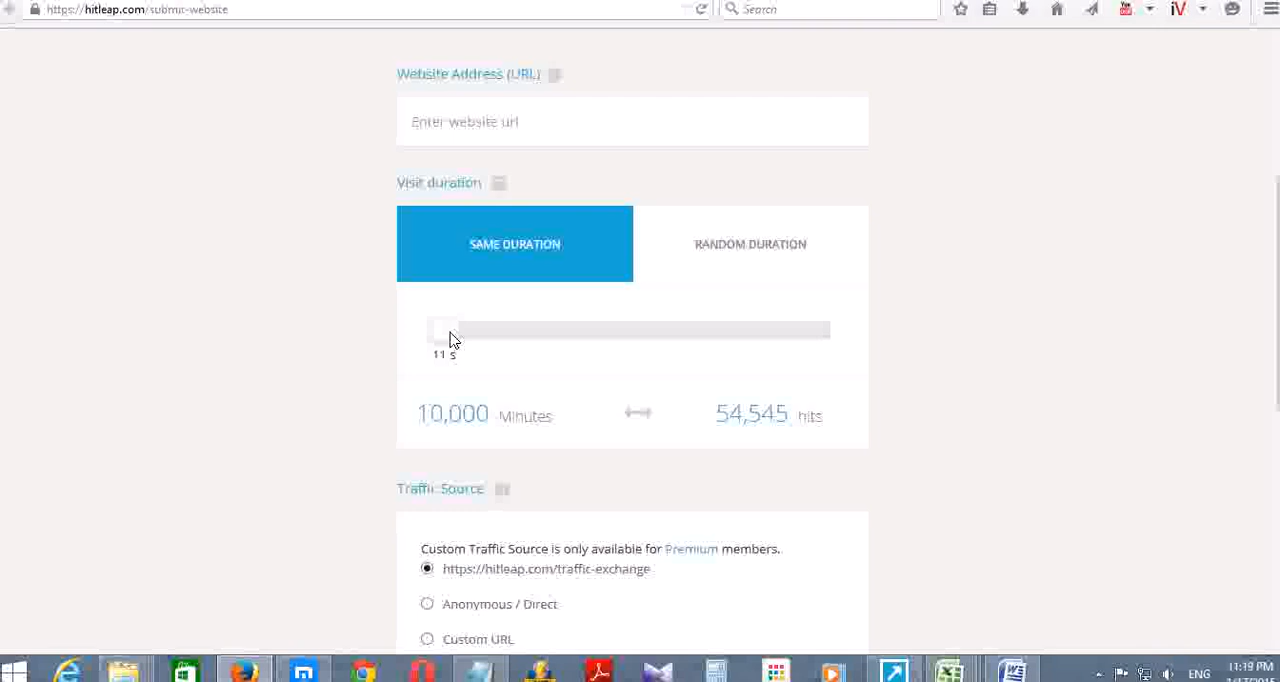 https://hitleap.com/submit-website
Search
Website Address (URL)
Enter website url
Visit duration
SAME DURATION
RANDOM DURATION
11 s
10,000 Minutes
54,545 hits
Traffic Source
Custom Traffic Source is only available for Premium members.
https://hitleap.com/traffic-exchange
Anonymous / Direct
Custom URL
ENG
11:19 PM